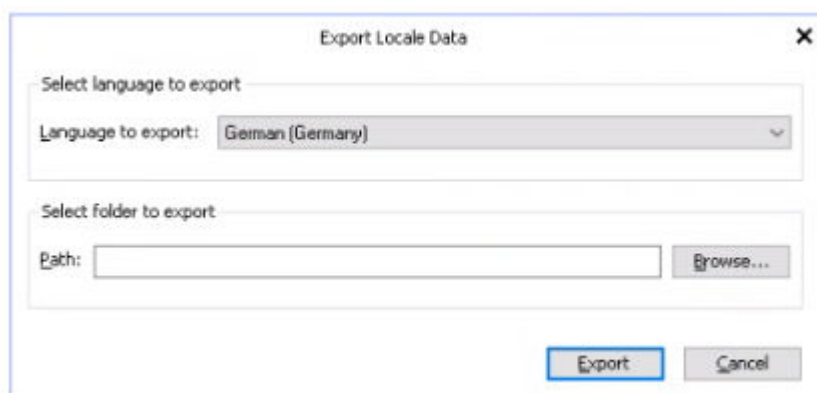 Export Locale Data
Select language to export
Language to export: German (Germany)
Select folder to export
Path: Browse...
Export Cancel